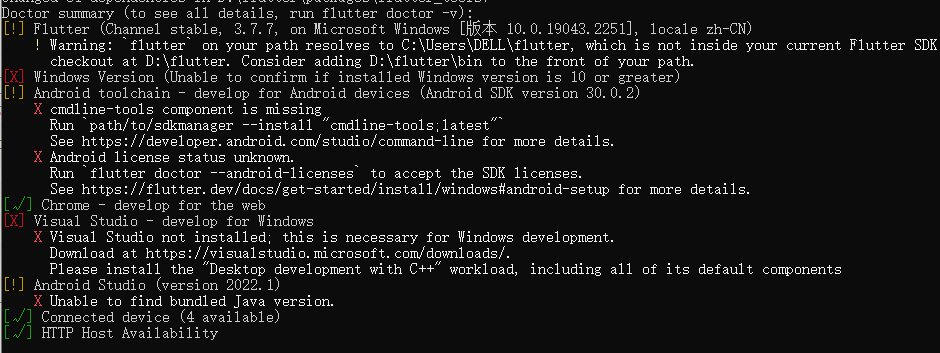 Doctor summary (to see all details, run flutter doctor -v):
[!] Flutter (Channel stable, 3.7.7, on Microsoft Windows [版本 10.0.19043.2251], locale zh-CN)
! Warning: `flutter` on your path resolves to C:\Users\DELL\flutter, which is not inside your current Flutter SDK
checkout at D:\flutter. Consider adding D:\flutter\bin to the front of your path.
[X] Windows Version (Unable to confirm if installed Windows version is 10 or greater)
[!] Android toolchain - develop for Android devices (Android SDK version 30.0.2)
X cmdline-tools component is missing
Run `path/to/sdkmanager --install "cmdline-tools;latest"`
See https://developer.android.com/studio/command-line for more details.
X Android license status unknown.
Run `flutter doctor --android-licenses` to accept the SDK licenses.
See https://flutter.dev/docs/get-started/install/windows#android-setup for more details.
[√] Chrome - develop for the web
[X] Visual Studio - develop for Windows
X Visual Studio not installed; this is necessary for Windows development.
Download at https://visualstudio.microsoft.com/downloads/.
Please install the "Desktop development with C++" workload, including all of its default components
[!] Android Studio (version 2022.1)
X Unable to find bundled Java version.
[√] Connected device (4 available)
[√] HTTP Host Availability